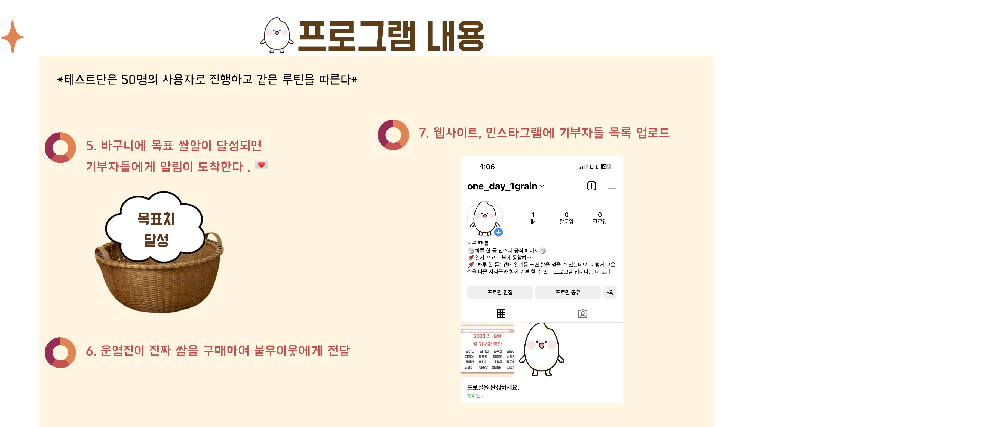 프로그램 내용
*테스트단은 50명의 사용자로 진행하고 같은 루틴을 따른다*
5. 바구니에 목표 쌀알이 달성되면
기부자들에게 알림이 도착한다 .
목표치
달성
6. 운영진이 진짜 쌀을 구매하여 불우이웃에게 전달
7. 웹사이트, 인스타그램에 기부자들 목록 업로드
4:06
LTE 47
one_day_1grain
1 0 0
게시 팔로워 팔로잉
하루 한 톨
하루 한 톨 인스타 공식 페이지
일기 쓰고 기부에 동참하자!
"하루 한 톨" 앱에 일기를 쓰면 쌀을 얻을 수 있는데요, 이렇게 모은
쌀을 다른 사람들과 함께 기부 할 수 있는 프로그램 입니다... 더 보기
프로필 편집 프로필 공유
2023년 8월
쌀 기부자 명단
강하연 김가연 김주현
김진성 조도연 조범희
최영찬 이나연 배정우
윤혜미 이준우 양혜준
프로필을 완성하세요.
3/4 완료